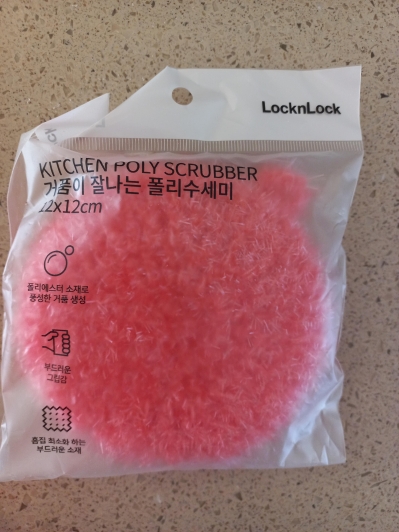 LocknLock
KITCHEN POLY SCRUBBER
거품이 잘나는 폴리수세미
12x12cm
폴리에스터 소재로
풍성한 거품 생성
부드러운
그립감
흠집 최소화 하는
부드러운 소재